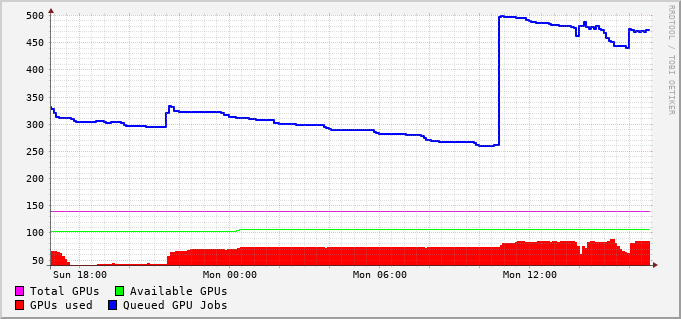 500
450
400
350
300
250
200
150
100
50
Sun 18:00 Mon 00:00 Mon 06:00 Mon 12:00
Total GPUs Available GPUs
GPUs used Queued GPU Jobs
RRDTOOL / TOBI OETIKER